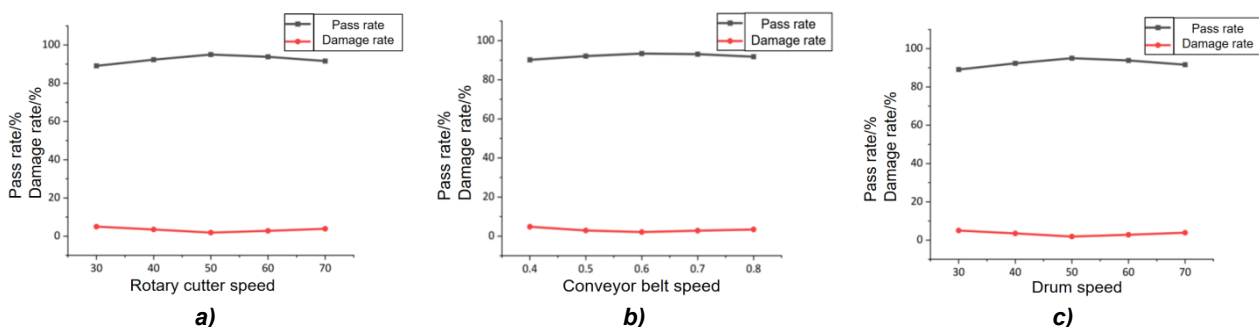 Pass rate
Damage rate
100
80
60
40
20
0
Pass rate/%
Damage rate/%
30 40 50 60 70
Rotary cutter speed
a)
Pass rate
Damage rate
100
80
60
40
20
0
Pass rate/%
Damage rate/%
0.4 0.5 0.6 0.7 0.8
Conveyor belt speed
b)
Pass rate
Damage rate
100
80
60
40
20
0
Pass rate/%
Damage rate/%
30 40 50 60 70
Drum speed
c)